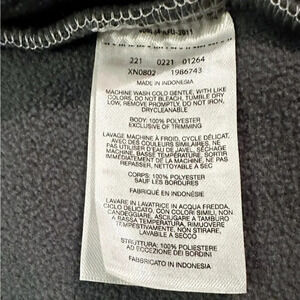 221 0221 01264
XN0802 1986743
MADE IN INDONESIA
MACHINE WASH COLD GENTLE, WITH LIKE
COLORS, DO NOT BLEACH, TUMBLE DRY
LOW, REMOVE PROMPTLY, DO NOT IRON,
DRYCLEANABLE
BODY: 100% POLYESTER
EXCLUSIVE OF TRIMMING
LAVAGE MACHINE À FROID, CYCLE DÉLICAT,
AVEC DES COULEURS SIMILAIRES, NE
PAS UTILISER D'EAU DE JAVEL, SÉCHAGE
MACHINE, BASSE TEMPÉRATURE, SORTIR
IMMÉDIATEMENT DE LA MACHINE, NE PAS
REPASSER, NETTOYABLE À SEC
CORPS: 100% POLYESTER
SAUF LES BORDURES
FABRIQUÉ EN INDONÉSIE
LAVARE IN LAVATRICE IN ACQUA FREDDA,
CICLO DELICATO, CON COLORI SIMILI, NON
CANDEGGIARE, ASCIUGARE A TAMBURO
A BASSA TEMPERATURA, RIMUOVERE
TEMPESTIVAMENTE, NON STIRARE,
LAVABILE A SECCO
STRUTTURA: 100% POLIESTERE
AD ECCEZIONE DEI BORDINI
FABBRICATO IN INDONESIA